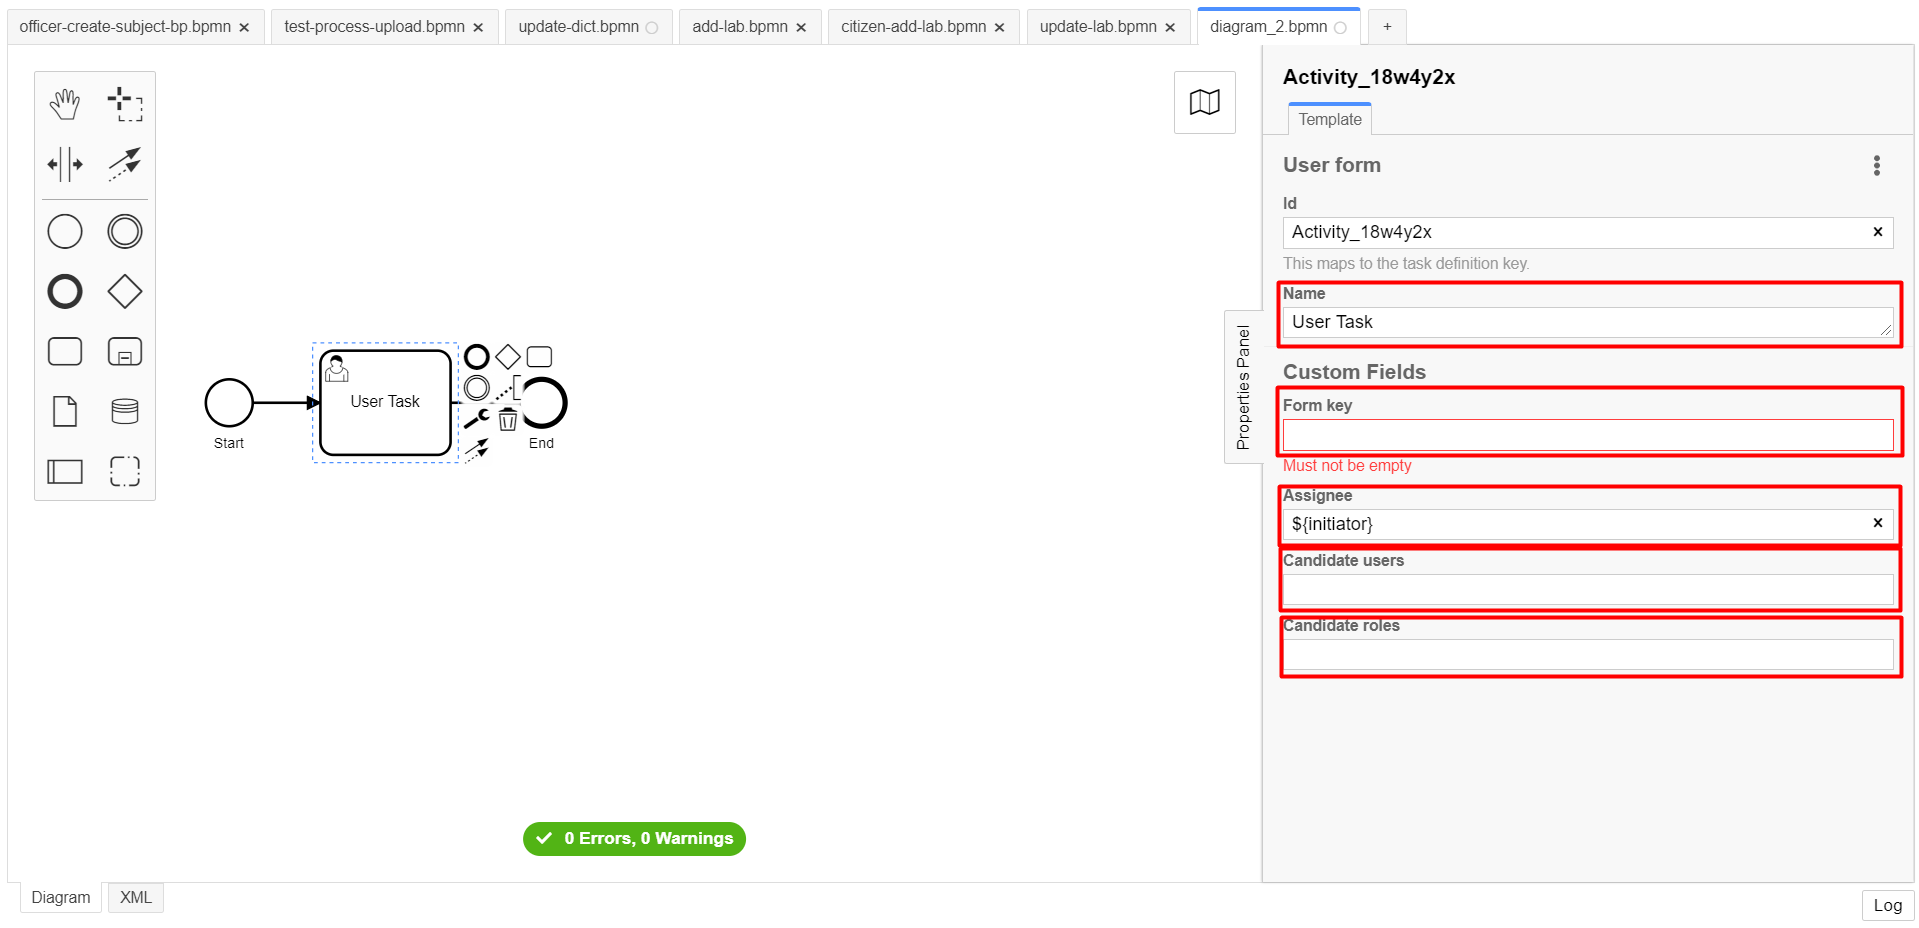 officer-create-subject-bp.bpmn ×
test-process-upload.bpmn ×
update-dict.bpmn
add-lab.bpmn ×
citizen-add-lab.bpmn ×
update-lab.bpmn ×
diagram_2.bpmn
+
Start
User Task
End
0 Errors, 0 Warnings
Properties Panel
Activity_18w4y2x
Template
User form
Id
Activity_18w4y2x ×
This maps to the task definition key.
Name
User Task
Custom Fields
Form key
Must not be empty
Assignee
${initiator} ×
Candidate users
Candidate roles
Diagram
XML
Log